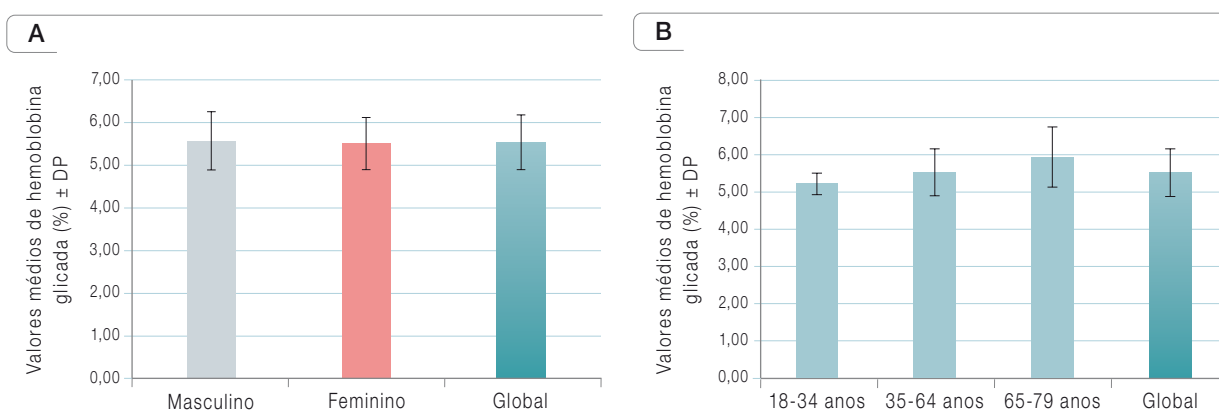 A
Valores médios de hemoblobina
glicada (%) ± DP
7,00
6,00
5,00
4,00
3,00
2,00
1,00
0,00
Masculino Feminino Global
B
Valores médios de hemoblobina
glicada (%) ± DP
8,00
7,00
6,00
5,00
4,00
3,00
2,00
1,00
0,00
18-34 anos 35-64 anos 65-79 anos Global